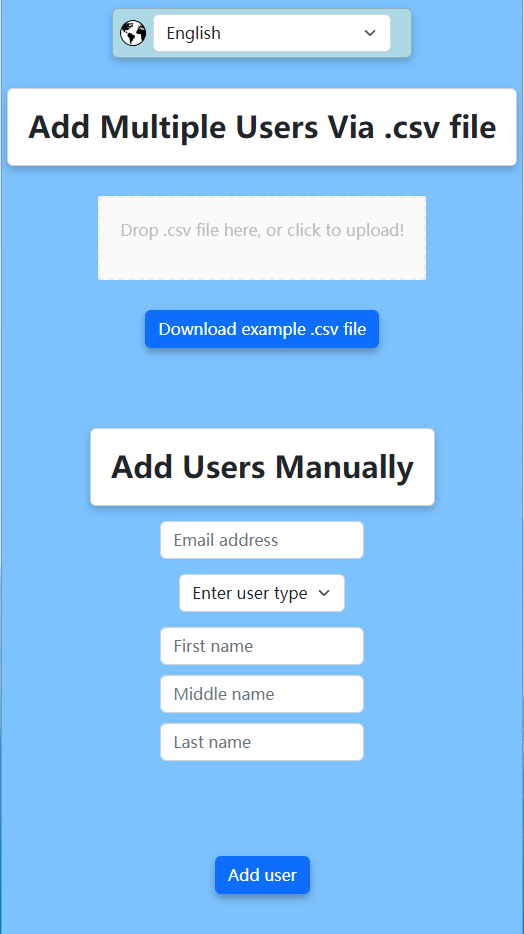 English
Add Multiple Users Via .csv file
Drop .csv file here, or click to upload!
Download example .csv file
Add Users Manually
Email address
Enter user type
First name
Middle name
Last name
Add user